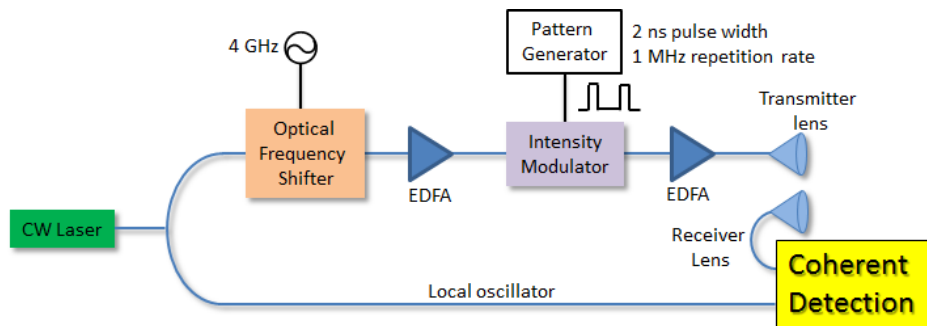 4 GHz
Pattern
Generator
2 ns pulse width
1 MHz repetition rate
Optical
Frequency
Shifter
EDFA
Intensity
Modulator
EDFA
Transmitter
lens
CW Laser
Receiver
Lens
Local oscillator
Coherent
Detection